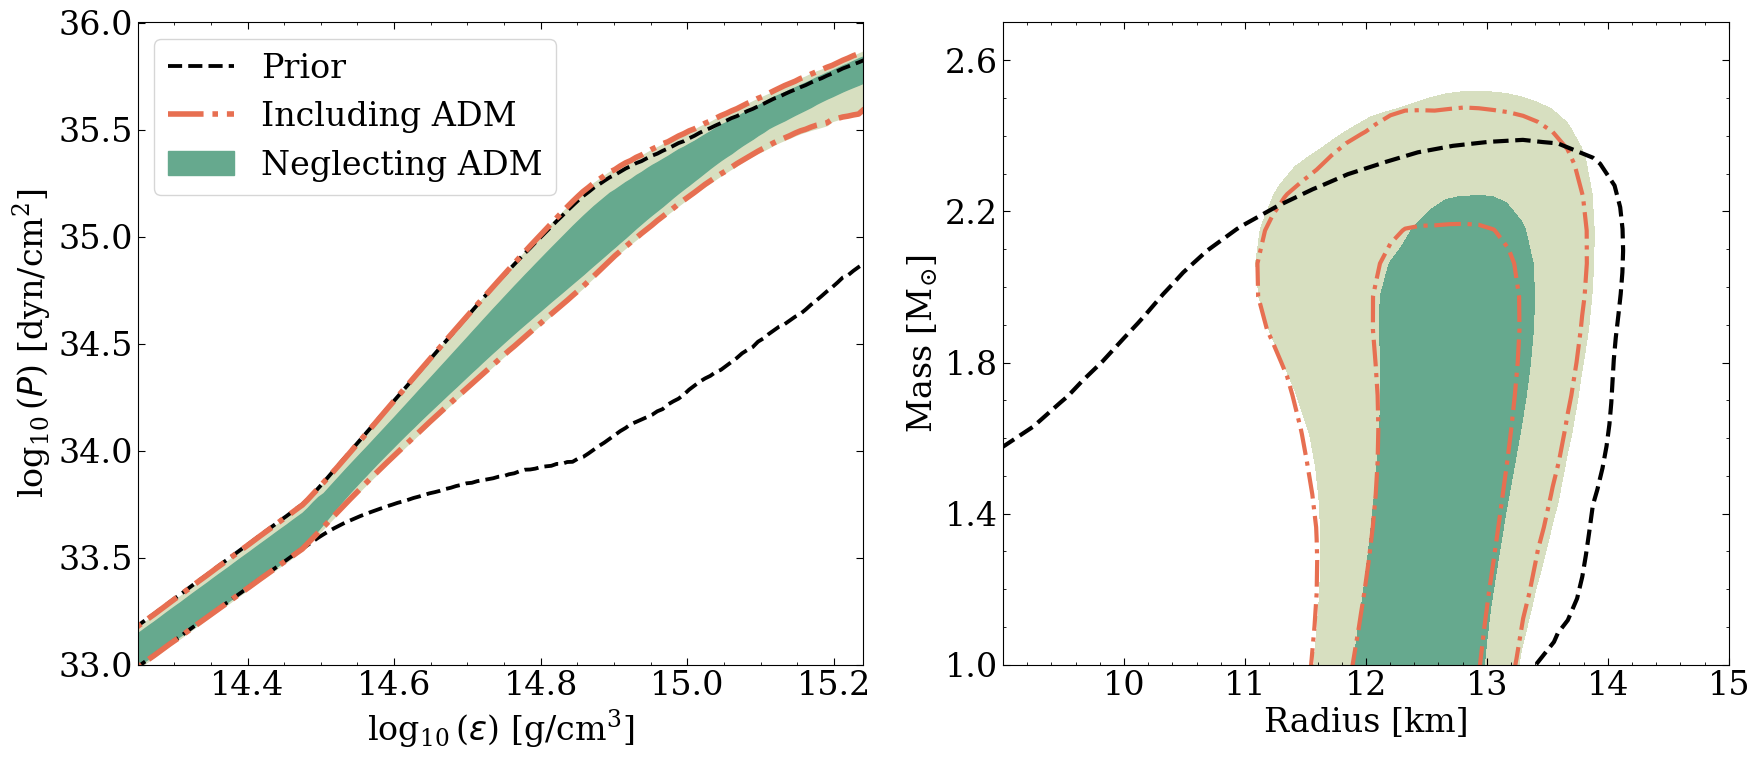 36.0
35.5
35.0
34.5
34.0
33.5
33.0
log₁₀(P) [dyn/cm²]
Prior
Including ADM
Neglecting ADM
14.4 14.6 14.8 15.0 15.2
log₁₀(ε) [g/cm³]
2.6
2.2
1.8
1.4
1.0
Mass [M⊙]
10 11 12 13 14 15
Radius [km]